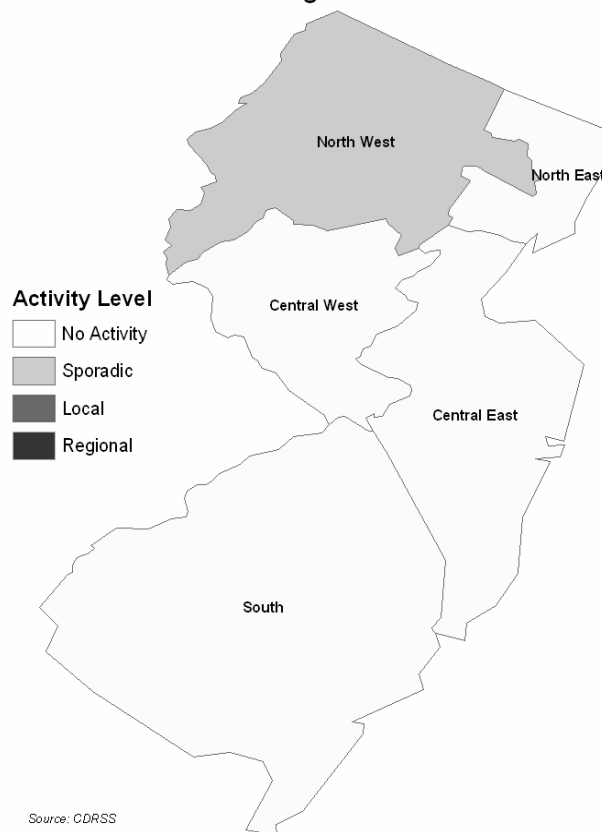 North West
North East
Central West
Activity Level
No Activity
Sporadic
Local
Regional
Central East
South
Source: CDRSS